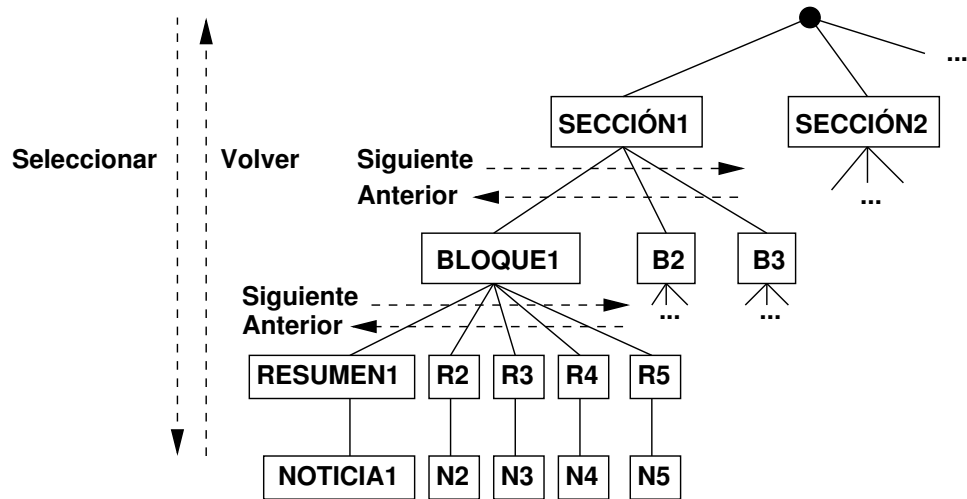 ...
SECCIÓN1
SECCIÓN2
Seleccionar
Volver
Siguiente
Anterior
...
BLOQUE1
B2
B3
Siguiente
Anterior
...
...
RESUMEN1
R2
R3
R4
R5
NOTICIA1
N2
N3
N4
N5